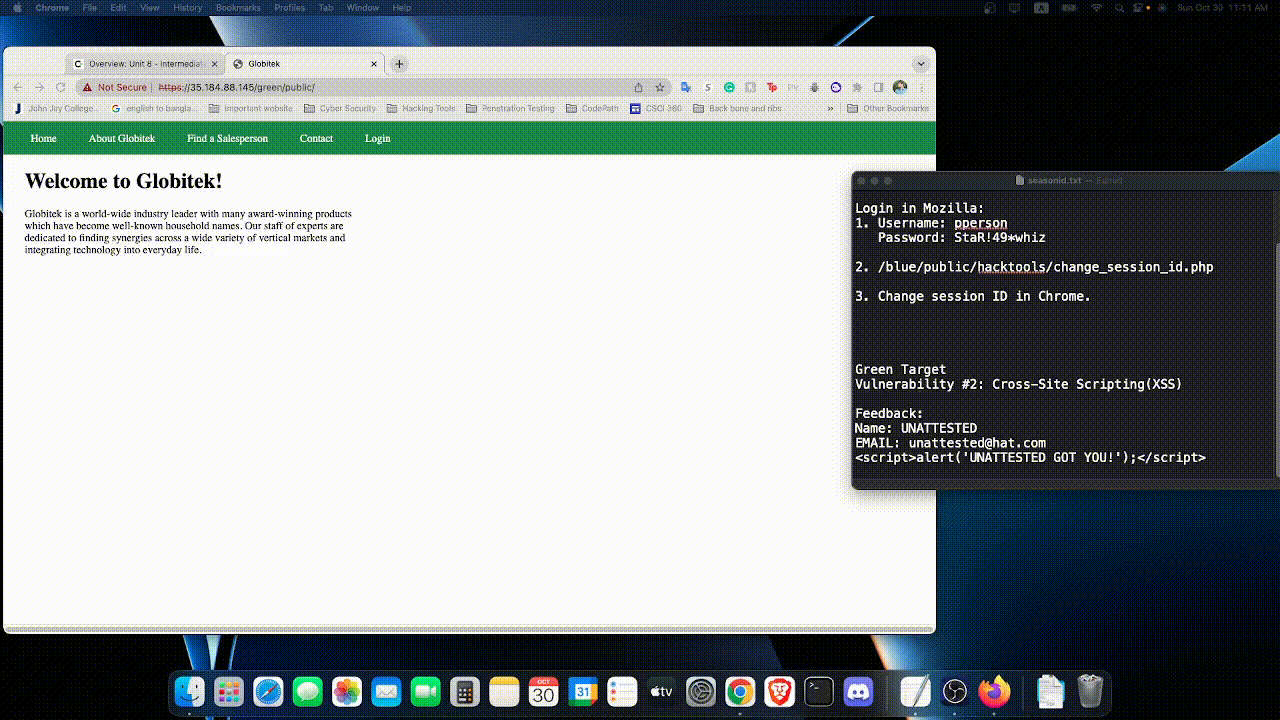 Chrome File Edit View History Bookmarks Profiles Tab Window Help
Sun Oct 30 11:11 AM
Overview: Unit 8 - Intermediat
Globitek
Not Secure https://35.184.88.145/green/public/
John Jay College... english to bangla... Important website Cyber Security Hacking Tools Penetration Testing CodePath CSCI 360 Back bone and ribs » Other Bookmarks
Home About Globitek Find a Salesperson Contact Login
Welcome to Globitek!
Globitek is a world-wide industry leader with many award-winning products
which have become well-known household names. Our staff of experts are
dedicated to finding synergies across a wide variety of vertical markets and
integrating technology into everyday life.
seasonid.txt — Edited
Login in Mozilla:
1. Username: pperson
Password: StaR!49*whiz
2. /blue/public/hacktools/change_session_id.php
3. Change session ID in Chrome.
Green Target
Vulnerability #2: Cross-Site Scripting(XSS)
Feedback:
Name: UNATTESTED
EMAIL: unattested@hat.com
<script>alert('UNATTESTED GOT YOU!');</script>
OCT
30
31
tv